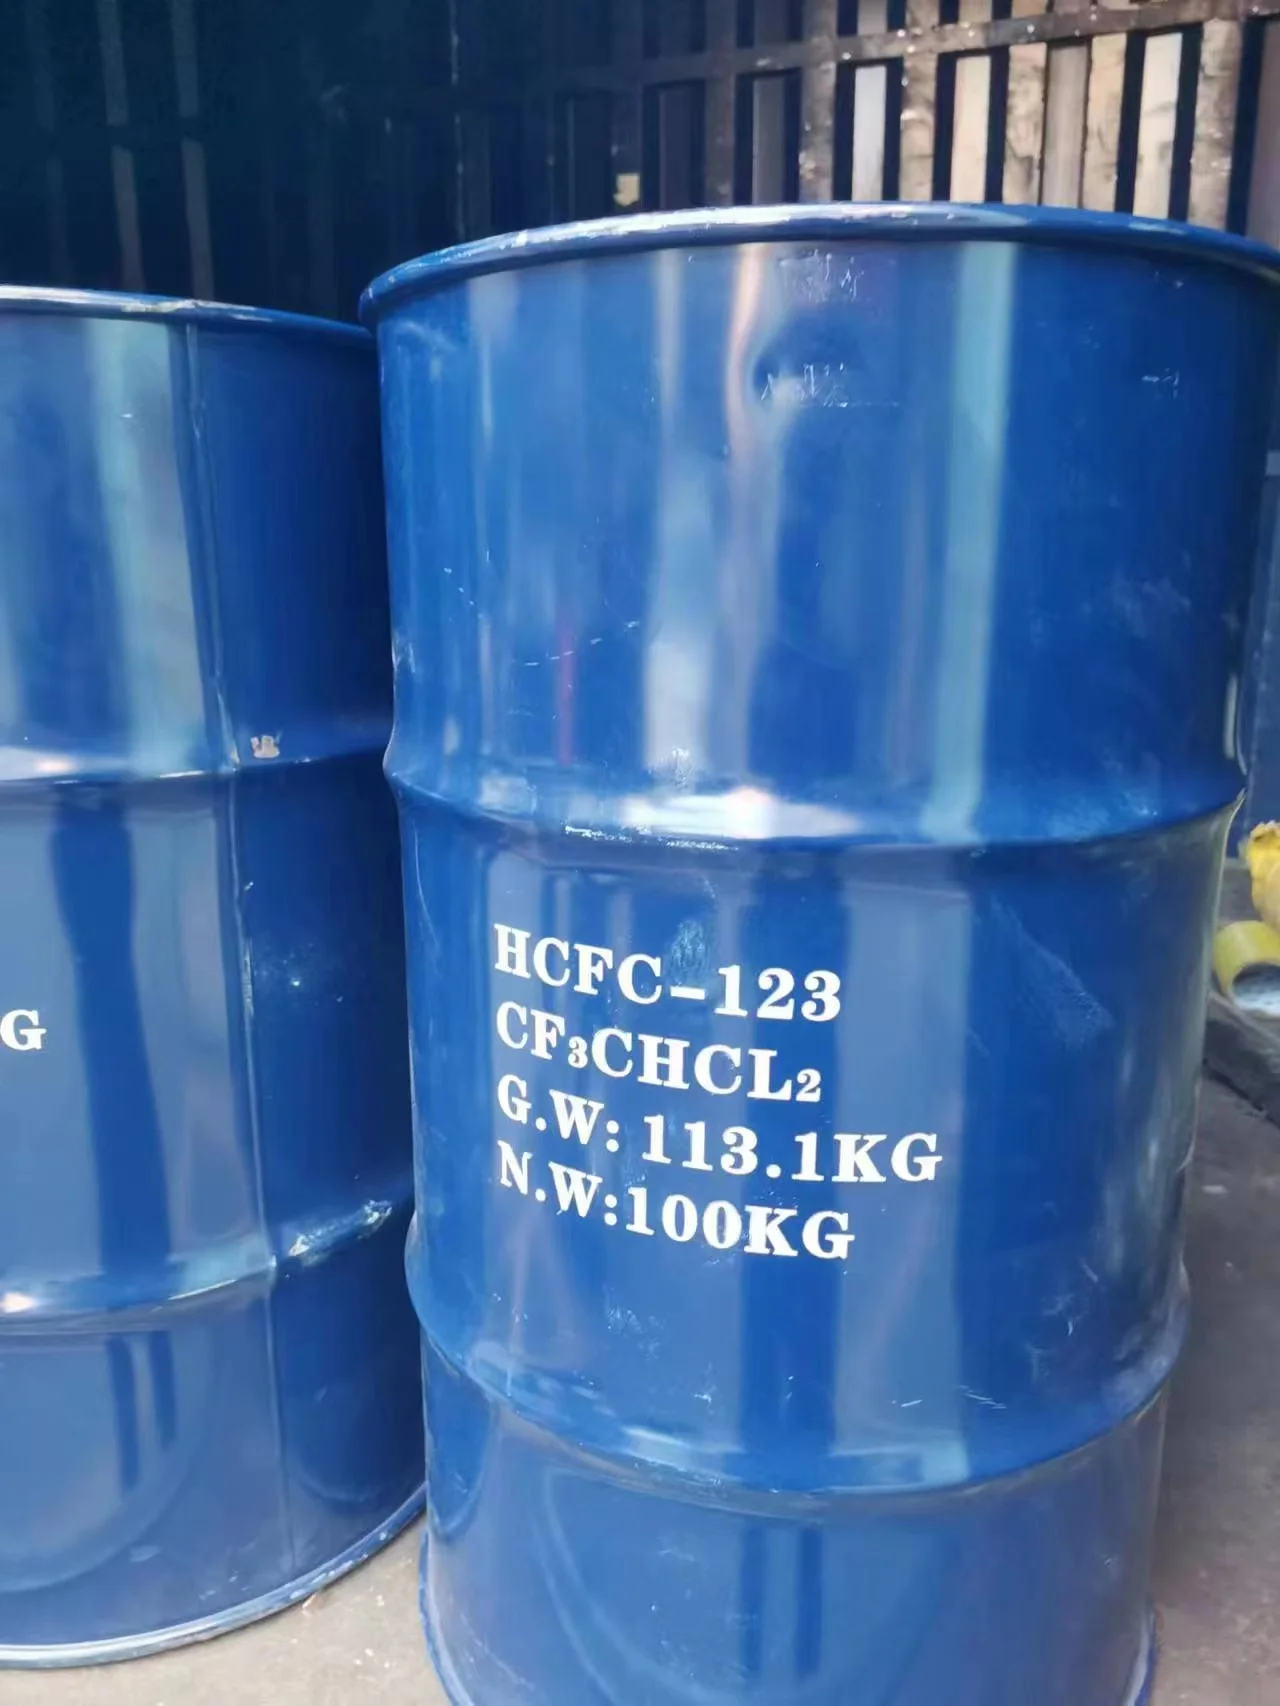 HCFC-123
CF₃CHCL₂
G.W: 113.1KG
N.W:100KG
G